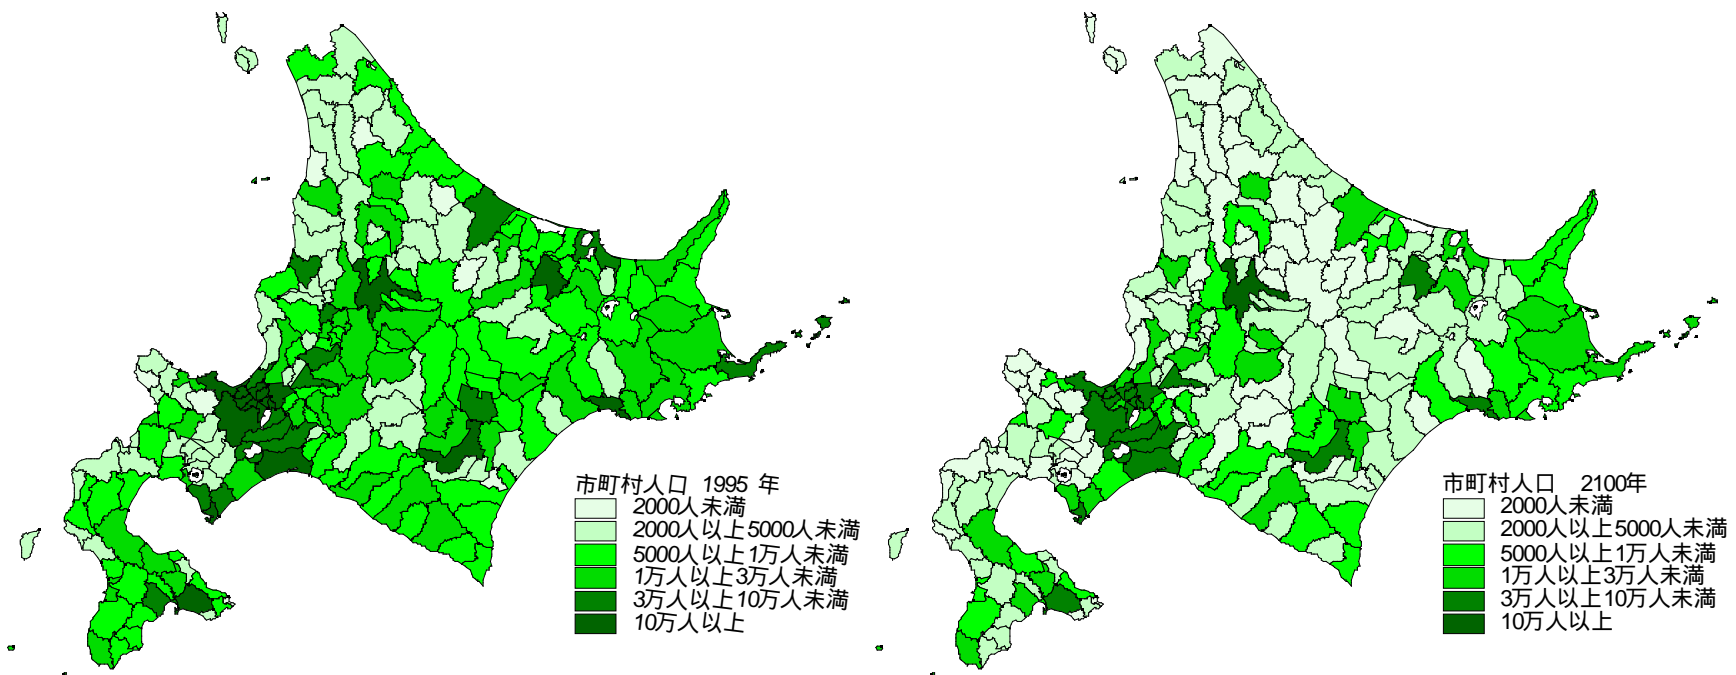 市町村人口 1995 年
2000人未満
2000人以上5000人未満
5000人以上1万人未満
1万人以上3万人未満
3万人以上10万人未満
10万人以上
市町村人口 2100年
2000人未満
2000人以上5000人未満
5000人以上1万人未満
1万人以上3万人未満
3万人以上10万人未満
10万人以上